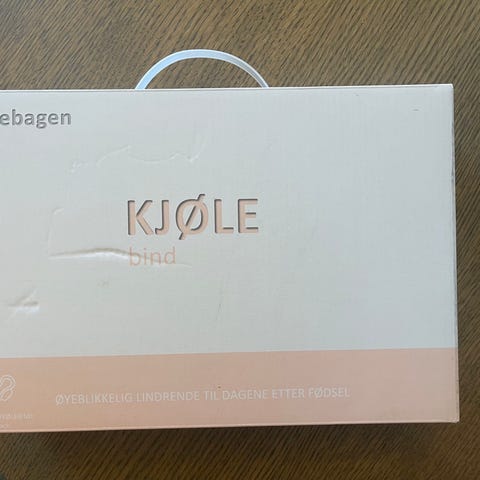 ebagen
KJØLE
bind
ØYEBLIKKELIG LINDRENDE TIL DAGENE ETTER FØDSEL